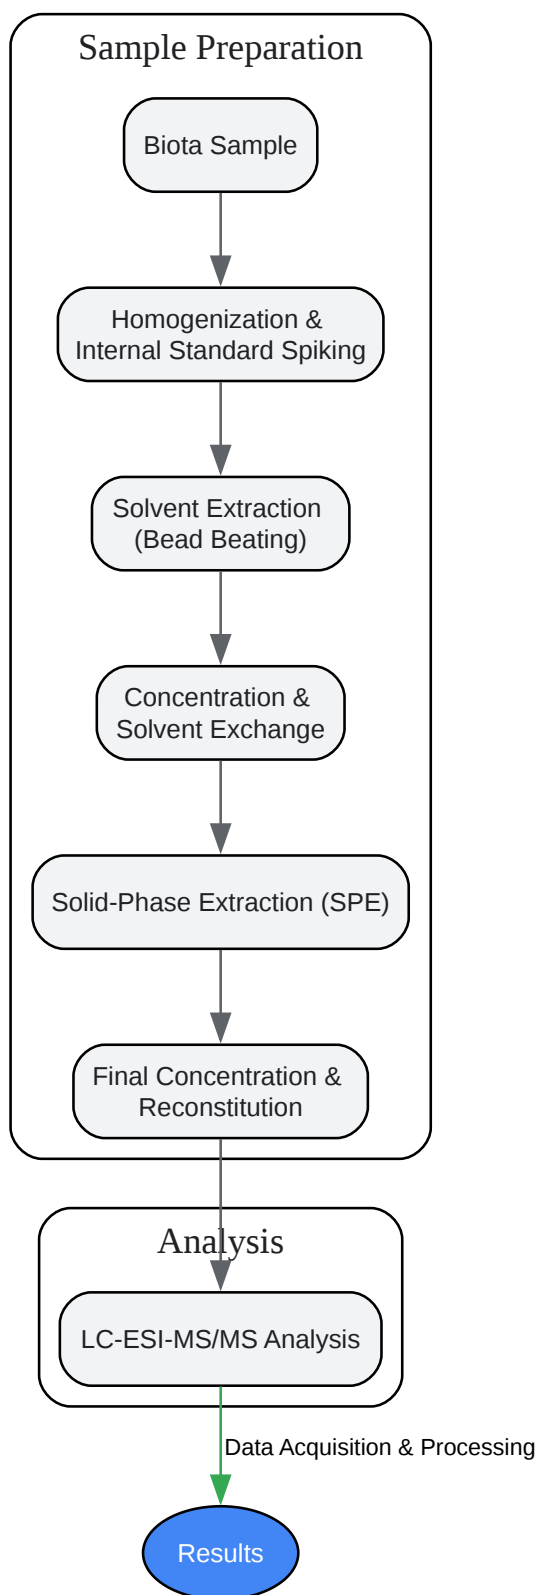 Sample Preparation
Biota Sample
Homogenization &
Internal Standard Spiking
Solvent Extraction
(Bead Beating)
Concentration &
Solvent Exchange
Solid-Phase Extraction (SPE)
Final Concentration &
Reconstitution
Analysis
LC-ESI-MS/MS Analysis
Data Acquisition & Processing
Results